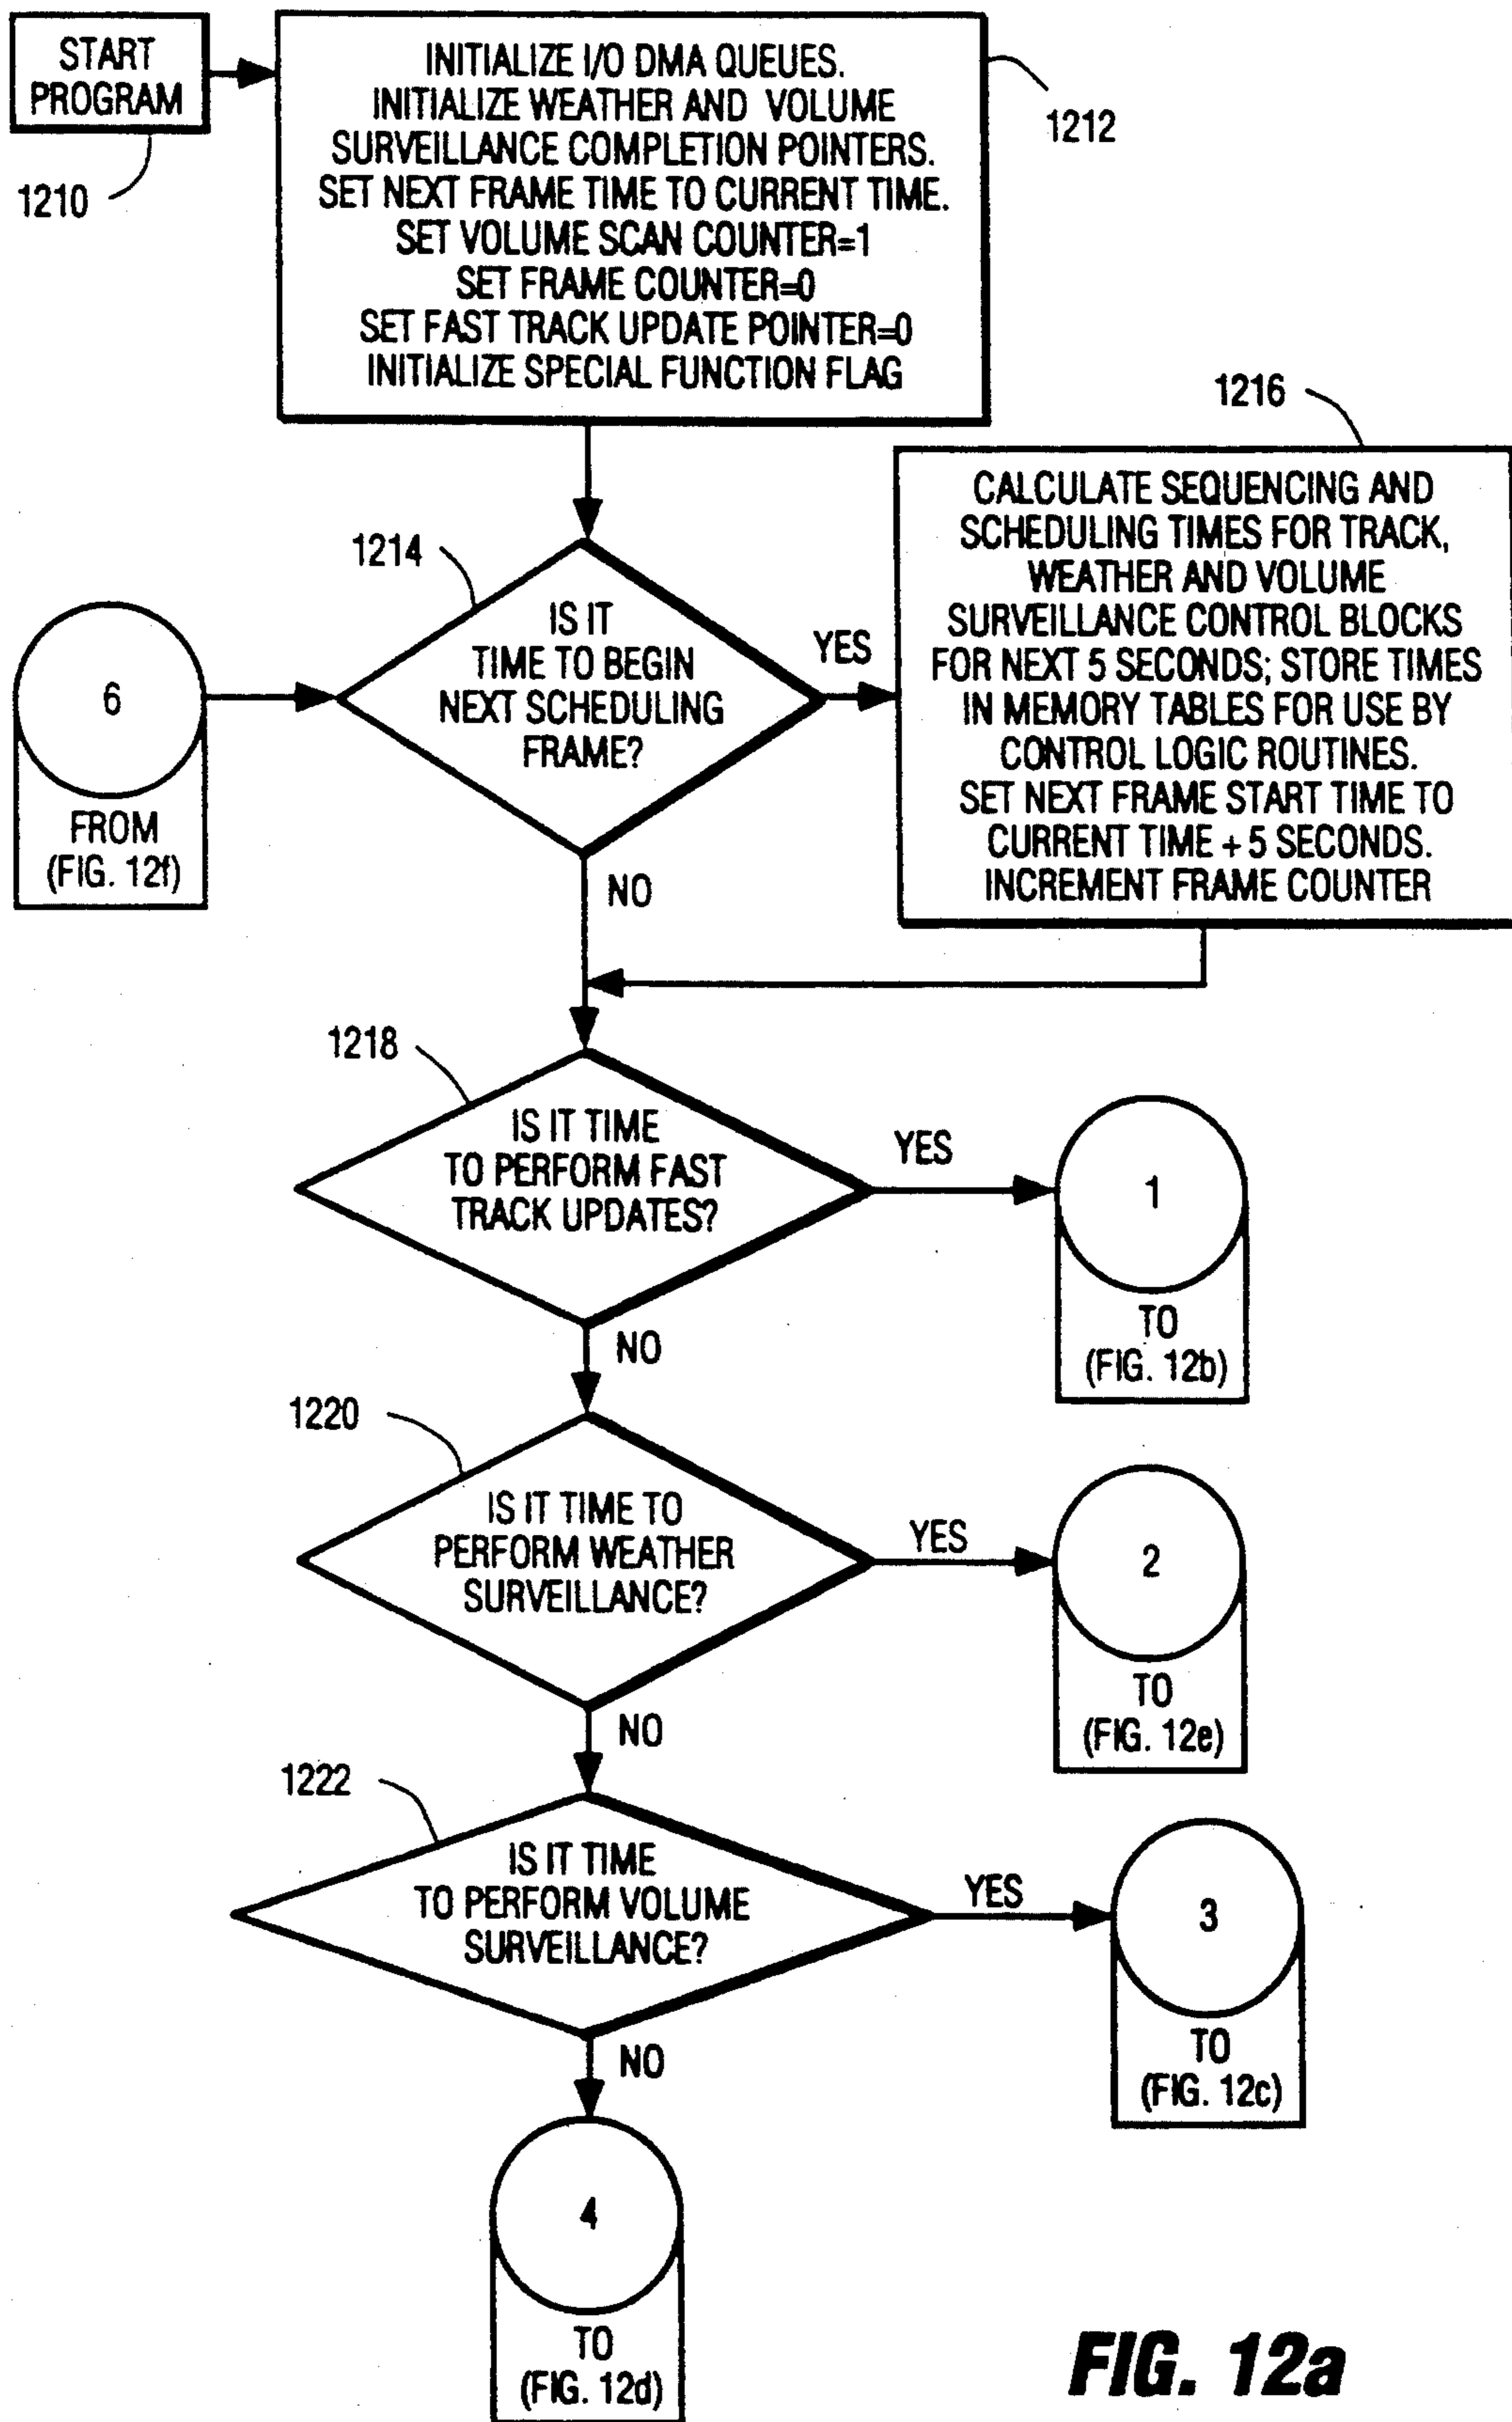 START
PROGRAM
1210
INITIALIZE I/O DMA QUEUES.
INITIALIZE WEATHER AND VOLUME
SURVEILLANCE COMPLETION POINTERS.
SET NEXT FRAME TIME TO CURRENT TIME.
SET VOLUME SCAN COUNTER=1
SET FRAME COUNTER=0
SET FAST TRACK UPDATE POINTER=0
INITIALIZE SPECIAL FUNCTION FLAG
1212
1214
IS IT
TIME TO BEGIN
NEXT SCHEDULING
FRAME?
YES
NO
6
FROM
(FIG. 12f)
1216
CALCULATE SEQUENCING AND
SCHEDULING TIMES FOR TRACK,
WEATHER AND VOLUME
SURVEILLANCE CONTROL BLOCKS
FOR NEXT 5 SECONDS; STORE TIMES
IN MEMORY TABLES FOR USE BY
CONTROL LOGIC ROUTINES.
SET NEXT FRAME START TIME TO
CURRENT TIME + 5 SECONDS.
INCREMENT FRAME COUNTER
1218
IS IT TIME
TO PERFORM FAST
TRACK UPDATES?
YES
1
TO
(FIG. 12b)
NO
1220
IS IT TIME TO
PERFORM WEATHER
SURVEILLANCE?
YES
2
TO
(FIG. 12e)
NO
1222
IS IT TIME
TO PERFORM VOLUME
SURVEILLANCE?
YES
3
TO
(FIG. 12c)
NO
4
TO
(FIG. 12d)
FIG. 12a